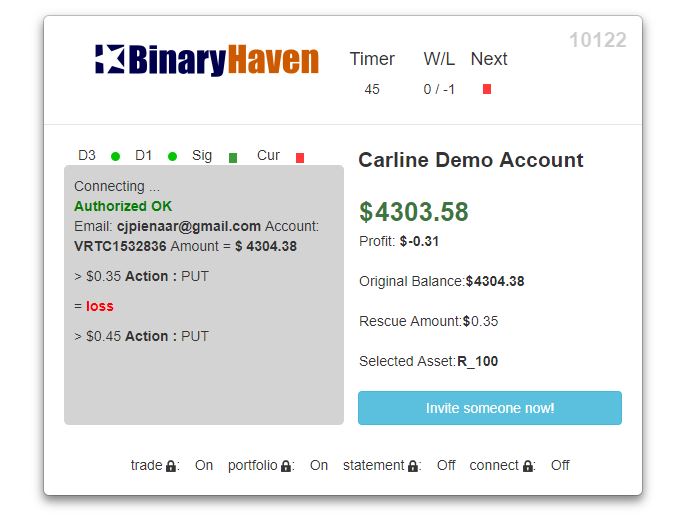 10122
BinaryHaven
Timer W/L Next
45 0 / -1
D3 D1 Sig Cur
Connecting ...
Authorized OK
Email: cjpienaar@gmail.com Account:
VRTC1532836 Amount = $ 4304.38
> $0.35 Action : PUT
= loss
> $0.45 Action : PUT
Carline Demo Account
$4303.58
Profit: $-0.31
Original Balance:$4304.38
Rescue Amount:$0.35
Selected Asset:R_100
Invite someone now!
trade : On portfolio : On statement : Off connect : Off